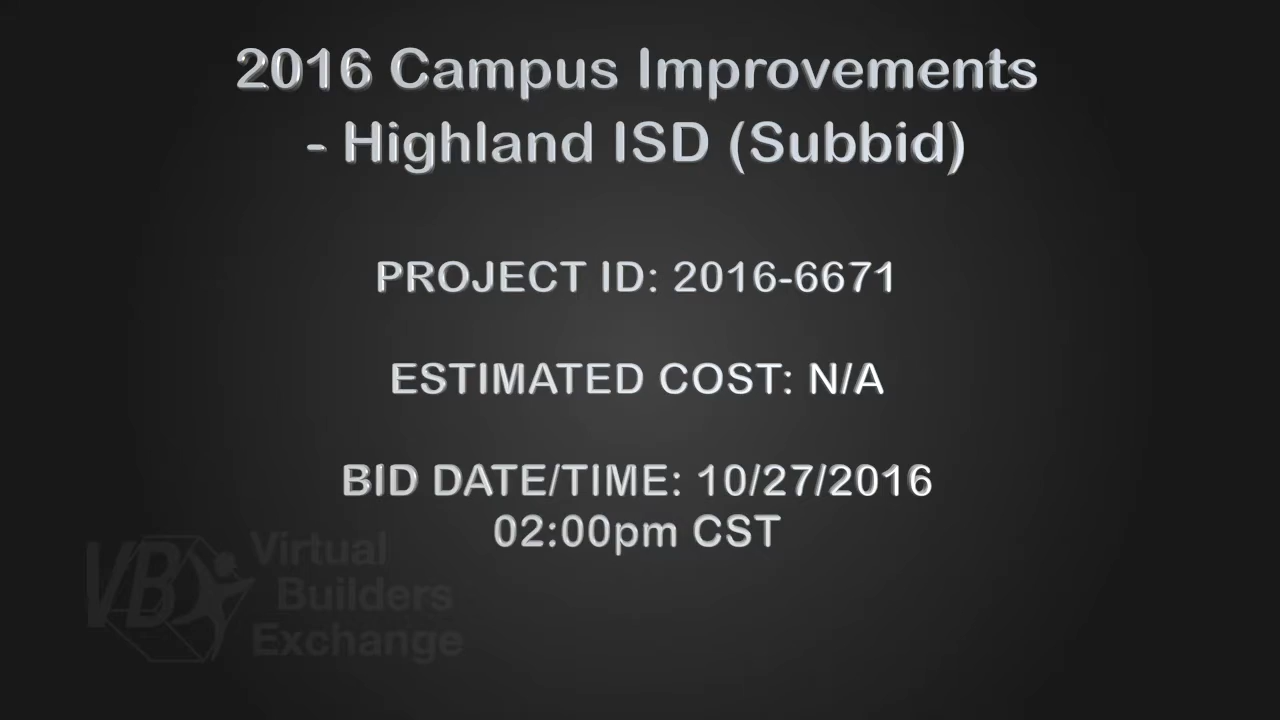 2016 Campus Improvements
- Highland ISD (Subbid)
PROJECT ID: 2016-6671
ESTIMATED COST: N/A
BID DATE/TIME: 10/27/2016
02:00pm CST
VB
Virtual
Builders
Exchange